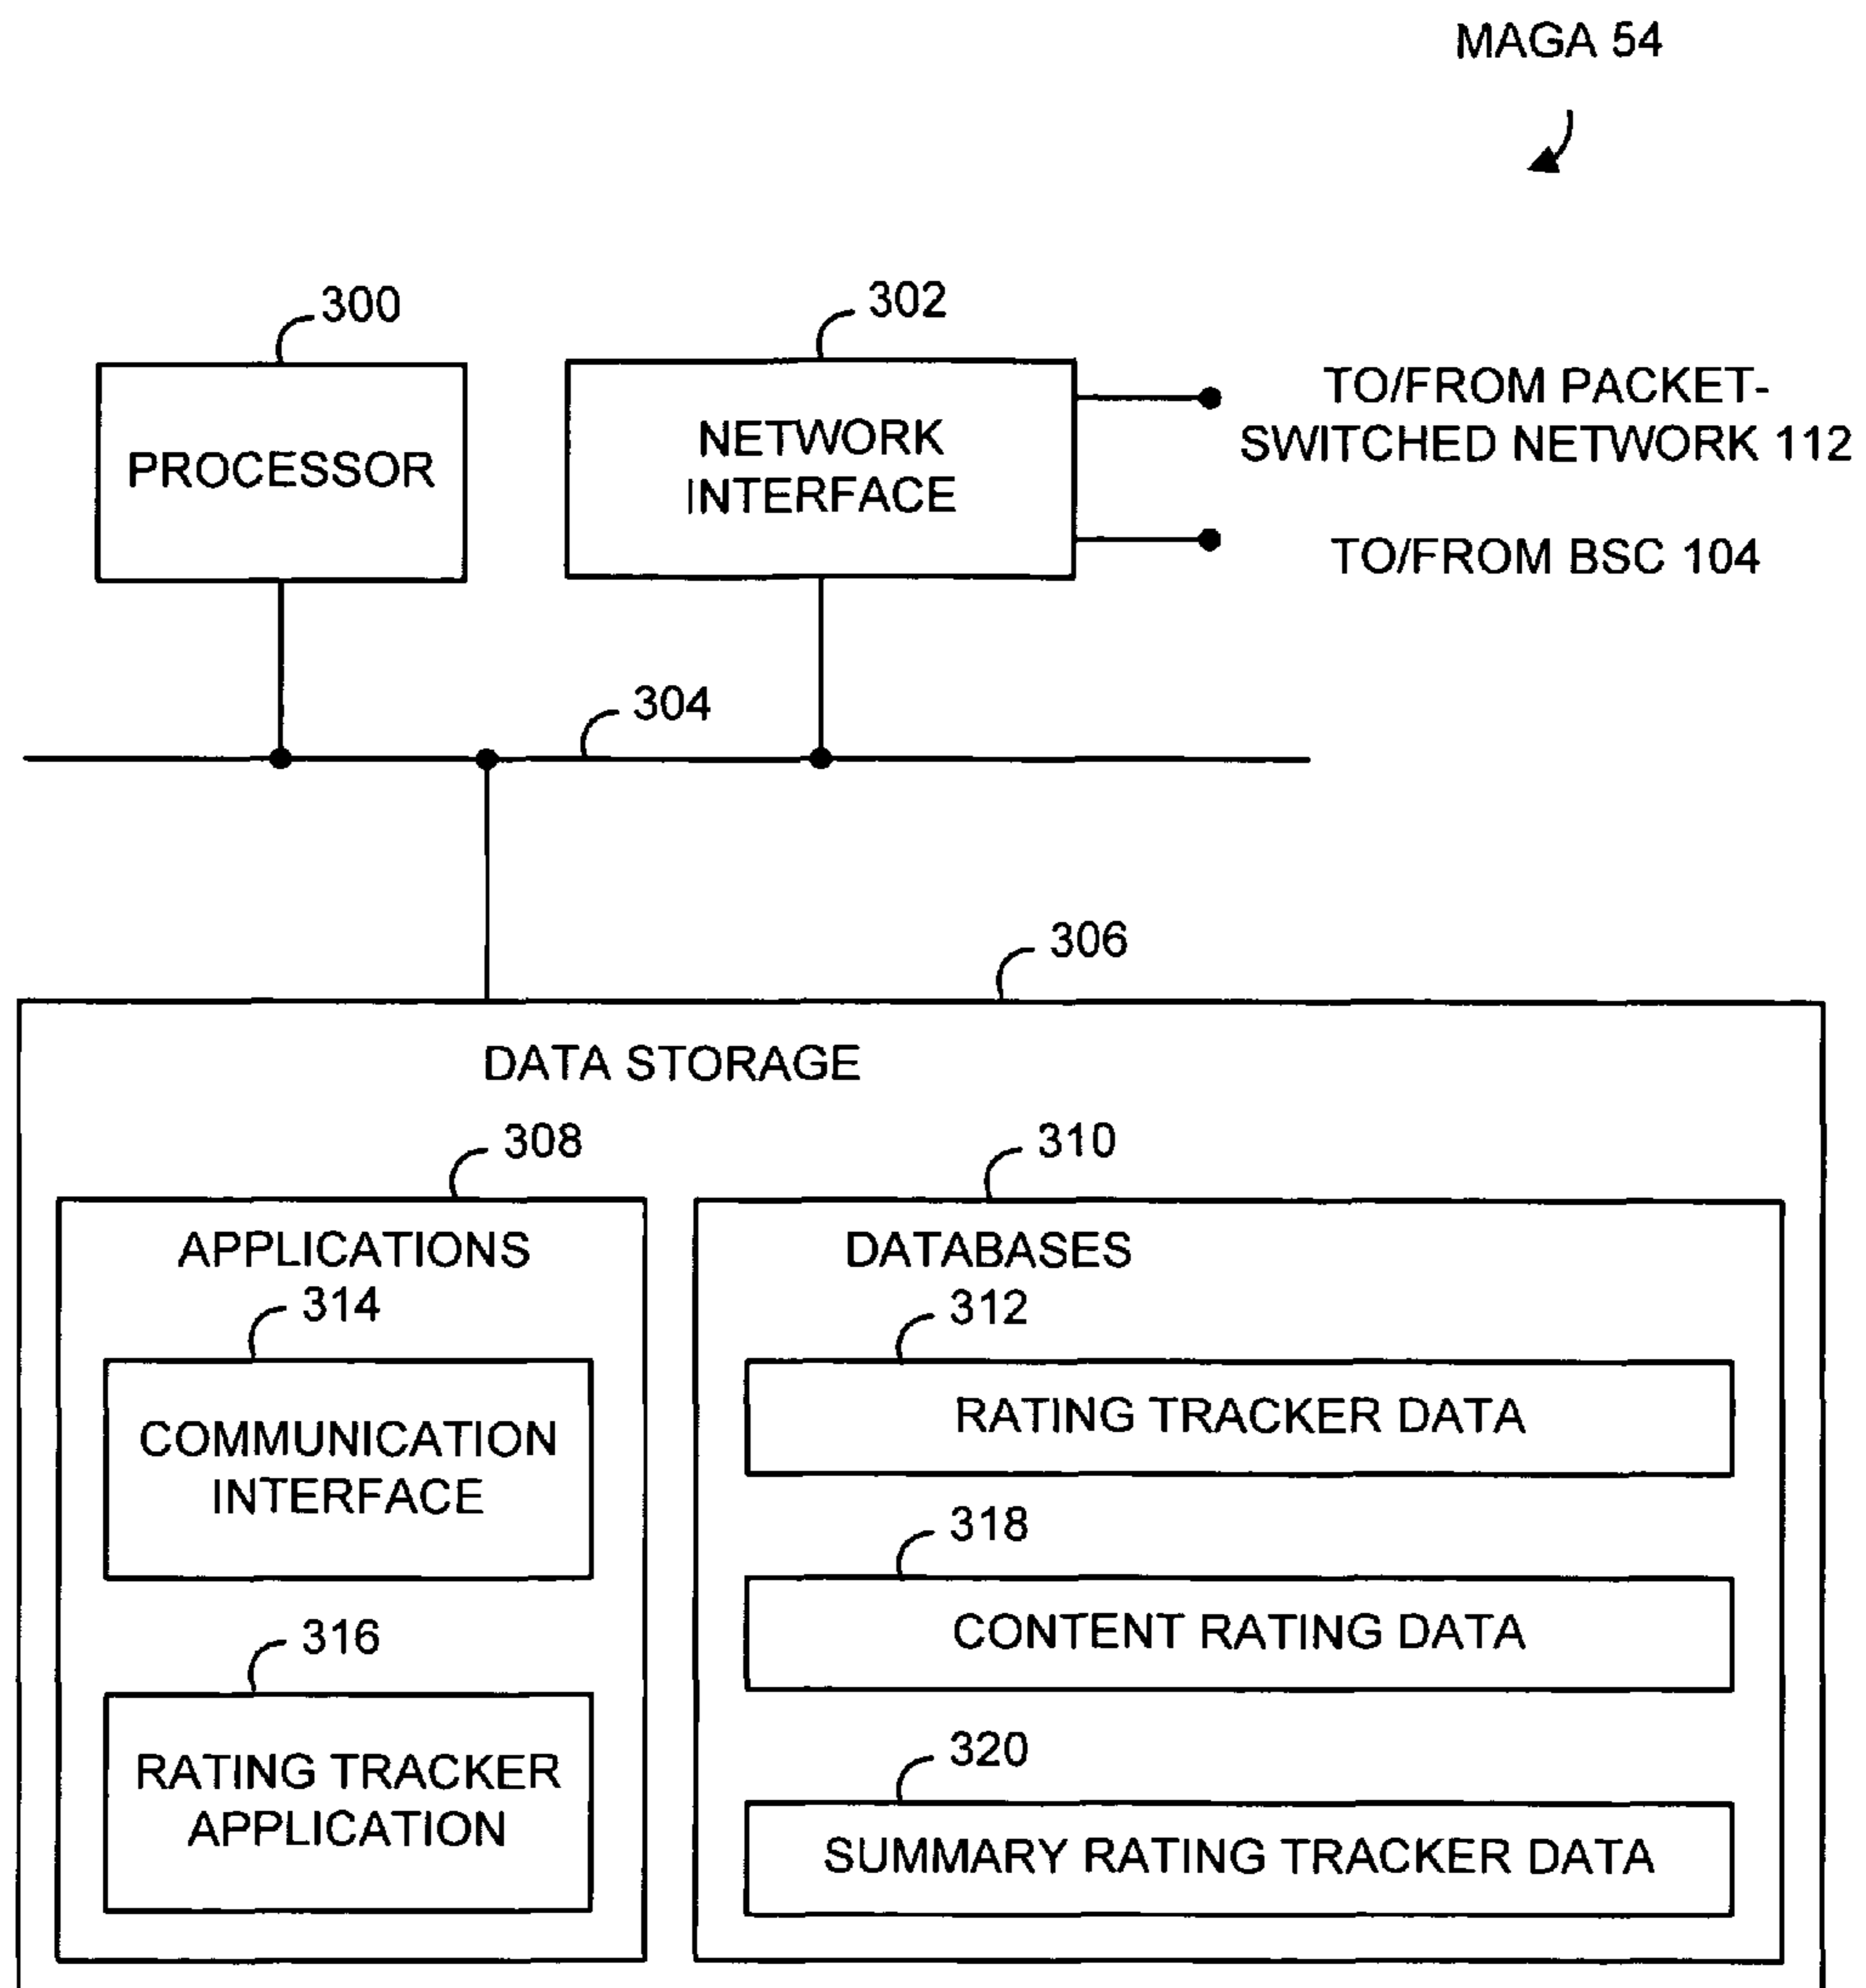 MAGA 54
300
302
PROCESSOR
NETWORK
INTERFACE
TO/FROM PACKET-
SWITCHED NETWORK 112
TO/FROM BSC 104
304
306
DATA STORAGE
308
310
APPLICATIONS
DATABASES
314
312
COMMUNICATION
INTERFACE
RATING TRACKER DATA
318
CONTENT RATING DATA
316
RATING TRACKER
APPLICATION
320
SUMMARY RATING TRACKER DATA